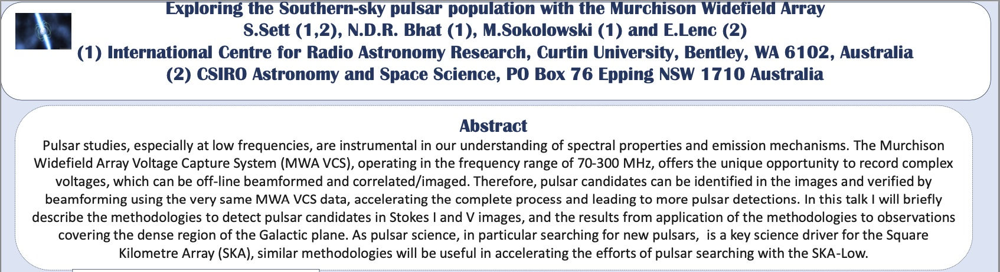 Exploring the Southern-sky pulsar population with the Murchison Widefield Array
S.Sett (1,2), N.D.R. Bhat (1), M.Sokolowski (1) and E.Lenc (2)
(1) International Centre for Radio Astronomy Research, Curtin University, Bentley, WA 6102, Australia
(2) CSIRO Astronomy and Space Science, PO Box 76 Epping NSW 1710 Australia
Abstract
Pulsar studies, especially at low frequencies, are instrumental in our understanding of spectral properties and emission mechanisms. The Murchison
Widefield Array Voltage Capture System (MWA VCS), operating in the frequency range of 70-300 MHz, offers the unique opportunity to record complex
voltages, which can be off-line beamformed and correlated/imaged. Therefore, pulsar candidates can be identified in the images and verified by
beamforming using the very same MWA VCS data, accelerating the complete process and leading to more pulsar detections. In this talk I will briefly
describe the methodologies to detect pulsar candidates in Stokes I and V images, and the results from application of the methodologies to observations
covering the dense region of the Galactic plane. As pulsar science, in particular searching for new pulsars,  is a key science driver for the Square
Kilometre Array (SKA), similar methodologies will be useful in accelerating the efforts of pulsar searching with the SKA-Low.